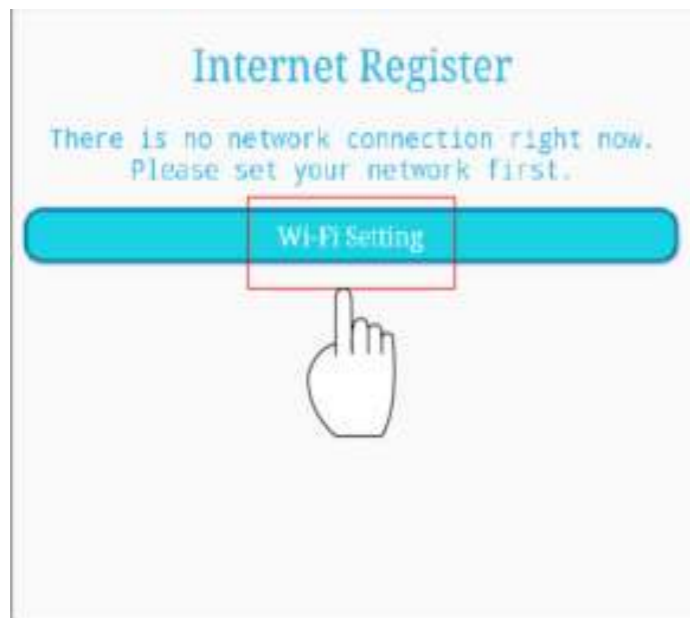 Internet Register
There is no network connection right now.
Please set your network first.
Wi-Fi Setting